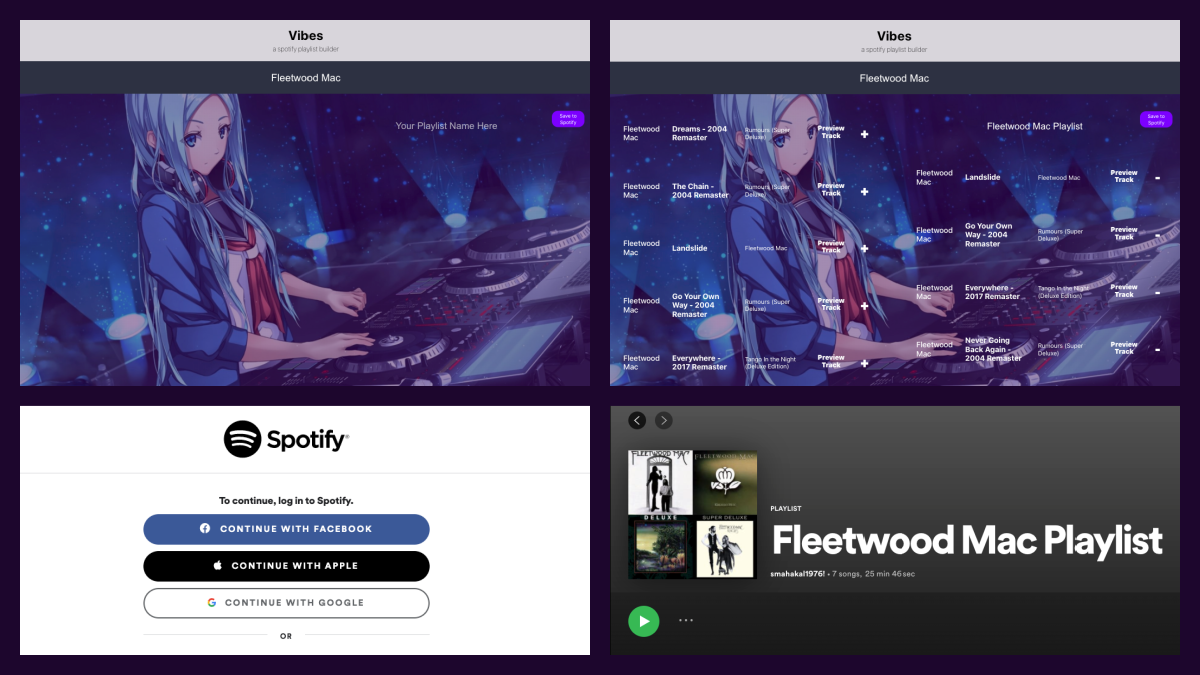 Vibes
a spotify playlist builder
Fleetwood Mac
Your Playlist Name Here
Save to
Spotify
Vibes
a spotify playlist builder
Fleetwood Mac
Fleetwood
Mac
Dreams - 2004
Remaster
Rumours (Super
Deluxe)
Preview
Track
+
Fleetwood
Mac
The Chain -
2004 Remaster
Rumours (Super
Deluxe)
Preview
Track
+
Fleetwood
Mac
Landslide
Fleetwood Mac
Preview
Track
+
Fleetwood
Mac
Go Your Own
Way - 2004
Remaster
Rumours (Super
Deluxe)
Preview
Track
+
Fleetwood
Mac
Everywhere -
2017 Remaster
Tango In the Night
(Deluxe Edition)
Preview
Track
+
Fleetwood Mac Playlist
Save to
Spotify
Fleetwood
Mac
Landslide
Fleetwood Mac
Preview
Track
-
Fleetwood
Mac
Go Your Own
Way - 2004
Remaster
Rumours (Super
Deluxe)
Preview
Track
-
Fleetwood
Mac
Everywhere -
2017 Remaster
Tango In the Night
(Deluxe Edition)
Preview
Track
-
Fleetwood
Mac
Never Going
Back Again -
2004 Remaster
Rumours (Super
Deluxe)
Preview
Track
-
Spotify®
To continue, log in to Spotify.
CONTINUE WITH FACEBOOK
CONTINUE WITH APPLE
CONTINUE WITH GOOGLE
OR
FLEETWOOD MAC
FLEETWOOD MAC
DELUXE
SUPER DELUXE
PLAYLIST
Fleetwood Mac Playlist
smahakal1976! • 7 songs, 25 min 46 sec